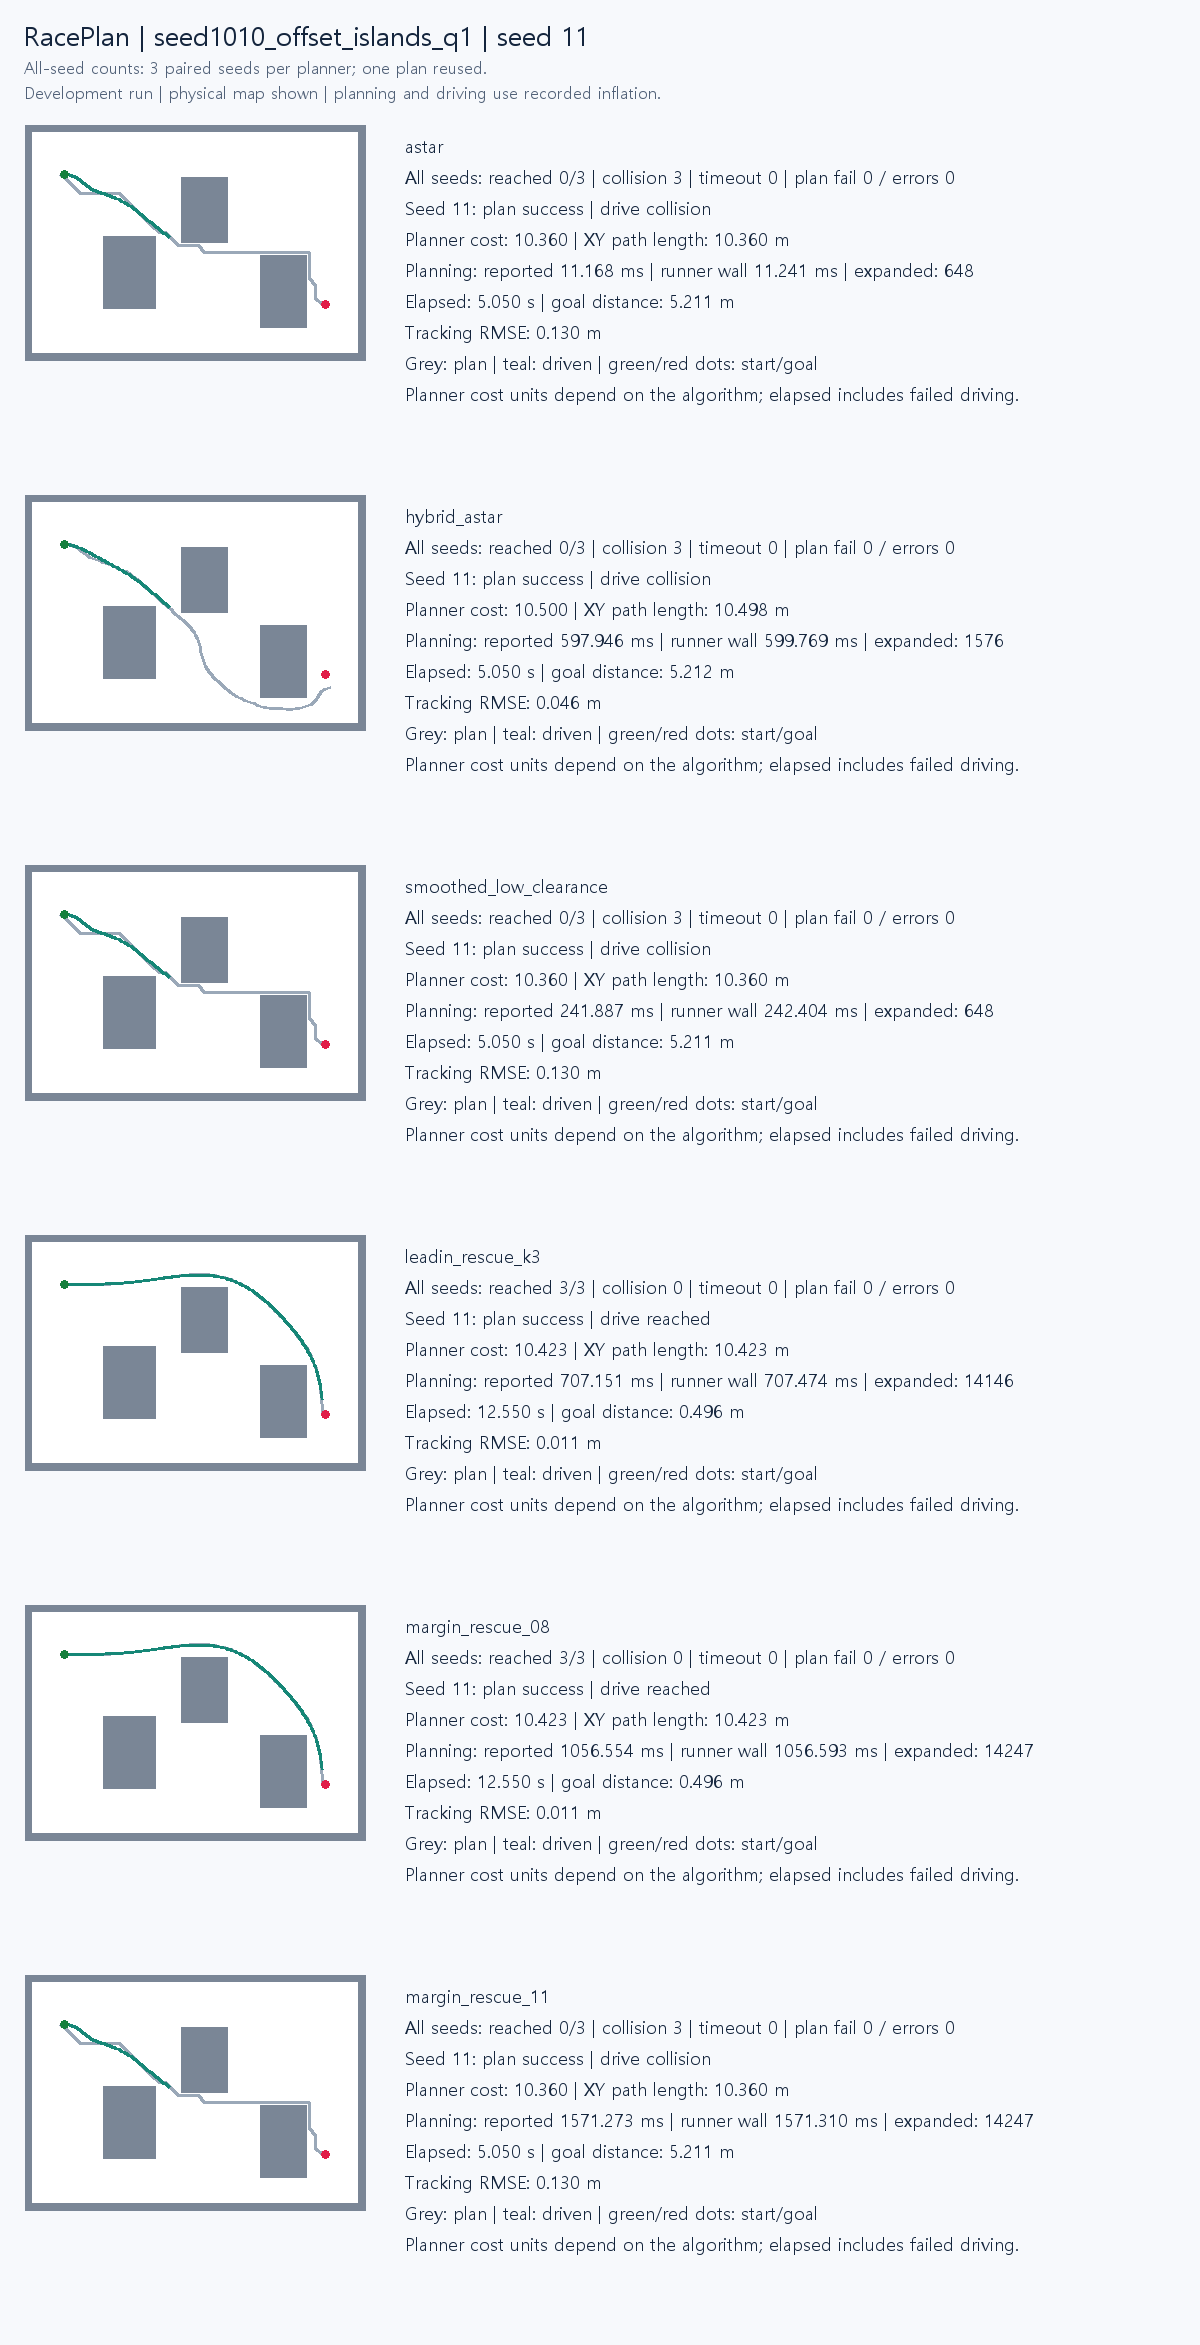 RacePlan | seed1010_offset_islands_q1 | seed 11
All-seed counts: 3 paired seeds per planner; one plan reused.
Development run | physical map shown | planning and driving use recorded inflation.
astar
All seeds: reached 0/3 | collision 3 | timeout 0 | plan fail 0 / errors 0
Seed 11: plan success | drive collision
Planner cost: 10.360 | XY path length: 10.360 m
Planning: reported 11.168 ms | runner wall 11.241 ms | expanded: 648
Elapsed: 5.050 s | goal distance: 5.211 m
Tracking RMSE: 0.130 m
Grey: plan | teal: driven | green/red dots: start/goal
Planner cost units depend on the algorithm; elapsed includes failed driving.
hybrid_astar
All seeds: reached 0/3 | collision 3 | timeout 0 | plan fail 0 / errors 0
Seed 11: plan success | drive collision
Planner cost: 10.500 | XY path length: 10.498 m
Planning: reported 597.946 ms | runner wall 599.769 ms | expanded: 1576
Elapsed: 5.050 s | goal distance: 5.212 m
Tracking RMSE: 0.046 m
Grey: plan | teal: driven | green/red dots: start/goal
Planner cost units depend on the algorithm; elapsed includes failed driving.
smoothed_low_clearance
All seeds: reached 0/3 | collision 3 | timeout 0 | plan fail 0 / errors 0
Seed 11: plan success | drive collision
Planner cost: 10.360 | XY path length: 10.360 m
Planning: reported 241.887 ms | runner wall 242.404 ms | expanded: 648
Elapsed: 5.050 s | goal distance: 5.211 m
Tracking RMSE: 0.130 m
Grey: plan | teal: driven | green/red dots: start/goal
Planner cost units depend on the algorithm; elapsed includes failed driving.
leadin_rescue_k3
All seeds: reached 3/3 | collision 0 | timeout 0 | plan fail 0 / errors 0
Seed 11: plan success | drive reached
Planner cost: 10.423 | XY path length: 10.423 m
Planning: reported 707.151 ms | runner wall 707.474 ms | expanded: 14146
Elapsed: 12.550 s | goal distance: 0.496 m
Tracking RMSE: 0.011 m
Grey: plan | teal: driven | green/red dots: start/goal
Planner cost units depend on the algorithm; elapsed includes failed driving.
margin_rescue_08
All seeds: reached 3/3 | collision 0 | timeout 0 | plan fail 0 / errors 0
Seed 11: plan success | drive reached
Planner cost: 10.423 | XY path length: 10.423 m
Planning: reported 1056.554 ms | runner wall 1056.593 ms | expanded: 14247
Elapsed: 12.550 s | goal distance: 0.496 m
Tracking RMSE: 0.011 m
Grey: plan | teal: driven | green/red dots: start/goal
Planner cost units depend on the algorithm; elapsed includes failed driving.
margin_rescue_11
All seeds: reached 0/3 | collision 3 | timeout 0 | plan fail 0 / errors 0
Seed 11: plan success | drive collision
Planner cost: 10.360 | XY path length: 10.360 m
Planning: reported 1571.273 ms | runner wall 1571.310 ms | expanded: 14247
Elapsed: 5.050 s | goal distance: 5.211 m
Tracking RMSE: 0.130 m
Grey: plan | teal: driven | green/red dots: start/goal
Planner cost units depend on the algorithm; elapsed includes failed driving.